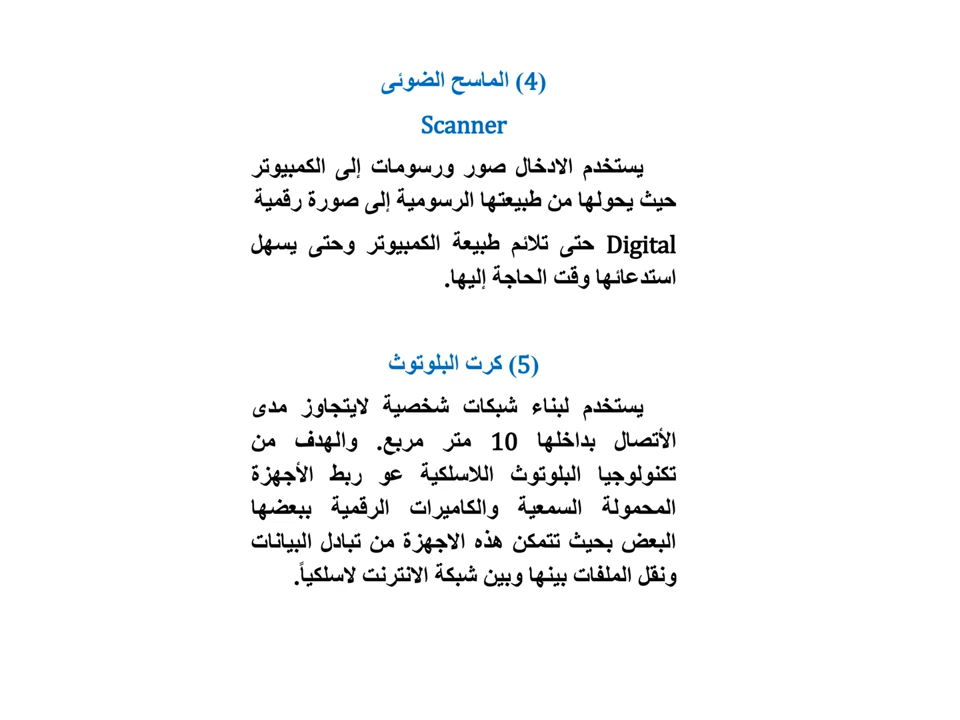 (4) الماسح الضوئى
Scanner
يستخدم الادخال صور ورسومات إلى الكمبيوتر
حيث يحولها من طبيعتها الرسومية إلى صورة رقمية
Digital حتى تلائم طبيعة الكمبيوتر وحتى يسهل
استدعائها وقت الحاجة إليها.
(5) كرت البلوتوث
يستخدم لبناء شبكات شخصية لايتجاوز مدى
الأتصال بداخلها 10 متر مربع. والهدف من
تكنولوجيا البلوتوث اللاسلكية عو ربط الأجهزة
المحمولة السمعية والكاميرات الرقمية ببعضها
البعض بحيث تتمكن هذه الاجهزة من تبادل البيانات
ونقل الملفات بينها وبين شبكة الانترنت لاسلكياً.